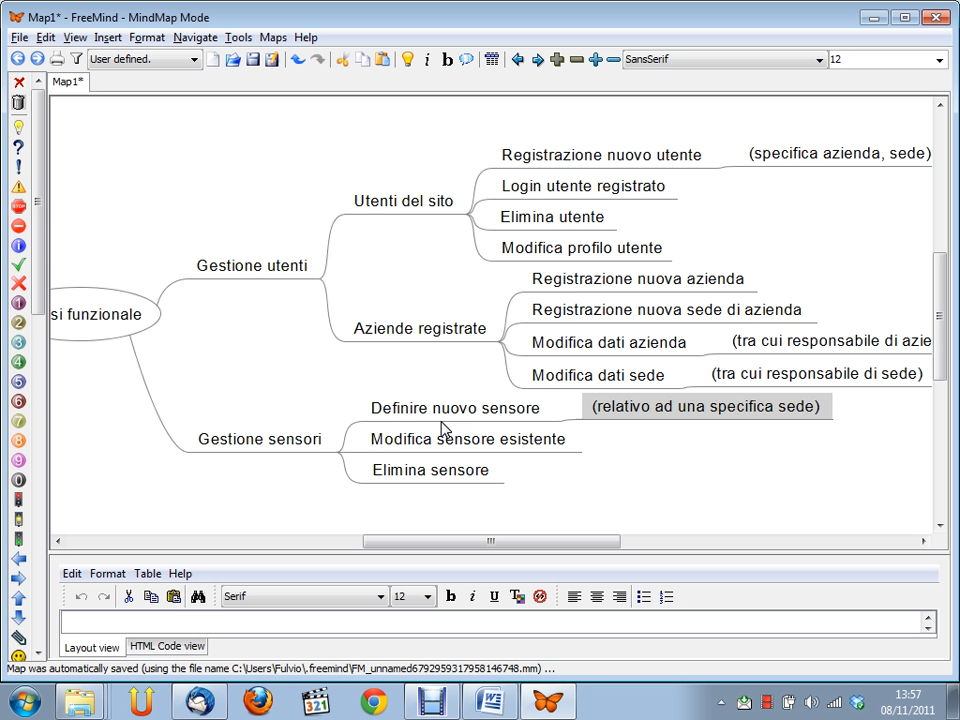 Map1* - FreeMind - MindMap Mode
File Edit View Insert Format Navigate Tools Maps Help
User defined. SansSerif 12
Map1*
Registrazione nuovo utente (specifica azienda, sede)
Login utente registrato
Utenti del sito
Elimina utente
Modifica profilo utente
Gestione utenti
Registrazione nuova azienda
Registrazione nuova sede di azienda
si funzionale
Aziende registrate
Modifica dati azienda (tra cui responsabile di azie
Modifica dati sede (tra cui responsabile di sede)
Definire nuovo sensore (relativo ad una specifica sede)
Gestione sensori
Modifica sensore esistente
Elimina sensore
Edit Format Table Help
Serif 12 b i U
Layout view HTML Code view
Map was automatically saved (using the file name C:\Users\Fulvio\.freemind\FM_unnamed6792959317958146748.mm) ...
321
13:57
08/11/2011